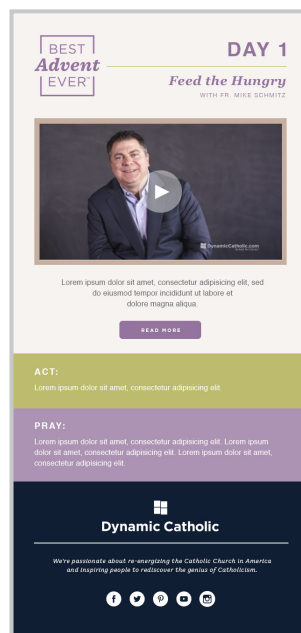 BEST
Advent
EVER™
DAY 1
Feed the Hungry
WITH FR. MIKE SCHMITZ
DynamicCatholic.com
Lorem ipsum dolor sit amet, consectetur adipisicing elit, sed
do eiusmod tempor incididunt ut labore et
dolore magna aliqua.
READ MORE
ACT:
Lorem ipsum dolor sit amet, consectetur adipisicing elit.
PRAY:
Lorem ipsum dolor sit amet, consectetur adipisicing elit. Lorem ipsum
dolor sit amet, consectetur adipisicing elit. Lorem ipsum dolor sit amet,
consectetur adipisicing elit.
Dynamic Catholic
We're passionate about re-energizing the Catholic Church in America
and inspiring people to rediscover the genius of Catholicism.